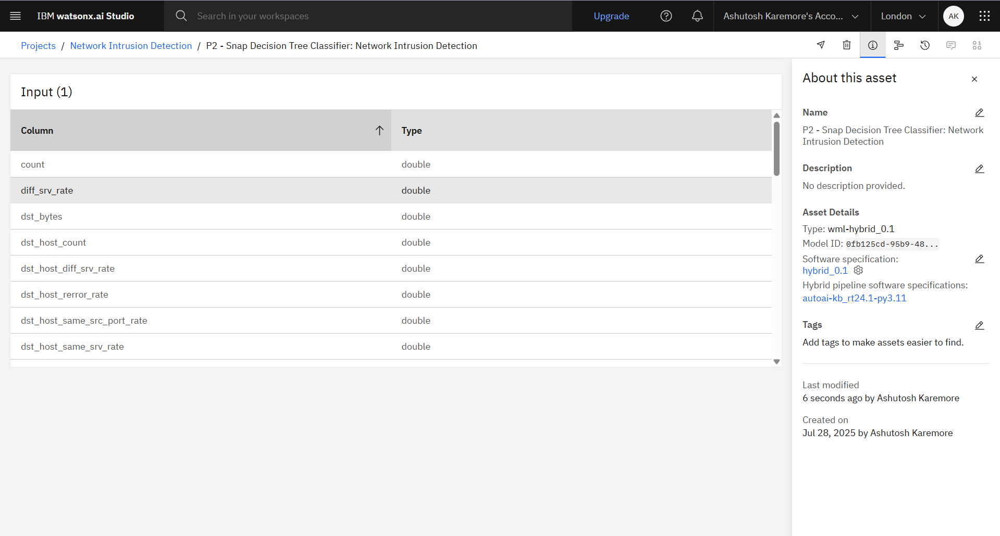 IBM watsonx.ai Studio
Search in your workspaces
Upgrade
Ashutosh Karemore's Acco...
London
AK
Projects / Network Intrusion Detection / P2 - Snap Decision Tree Classifier: Network Intrusion Detection
Input (1)
Column Type
count double
diff_srv_rate double
dst_bytes double
dst_host_count double
dst_host_diff_srv_rate double
dst_host_rerror_rate double
dst_host_same_src_port_rate double
dst_host_same_srv_rate double
About this asset
Name
P2 - Snap Decision Tree Classifier: Network
Intrusion Detection
Description
No description provided.
Asset Details
Type: wml-hybrid_0.1
Model ID: 0fb125cd-95b9-48...
Software specification:
hybrid_0.1
Hybrid pipeline software specifications:
autoai-kb_rt24.1-py3.11
Tags
Add tags to make assets easier to find.
Last modified
6 seconds ago by Ashutosh Karemore
Created on
Jul 28, 2025 by Ashutosh Karemore